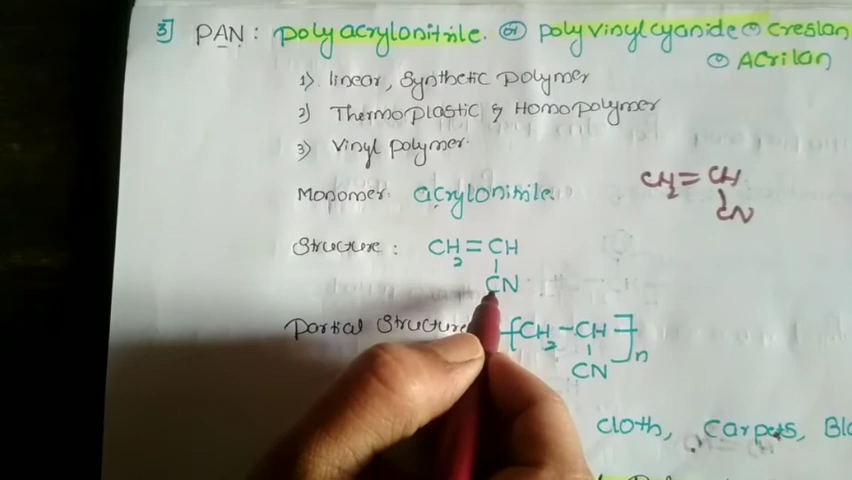 3] PAN: polyacrylonitrile. or polyvinylcyanide or creslan
or Acrilan
1) linear, Synthetic polymer
2) Thermoplastic & Homopolymer
3) Vinyl polymer.
Monomer: acrylonitrile.
CH2=CH
CN
Structure: CH2=CH
CN
Partial Structure [CH2-CH]n
CN
cloth, Carpets,